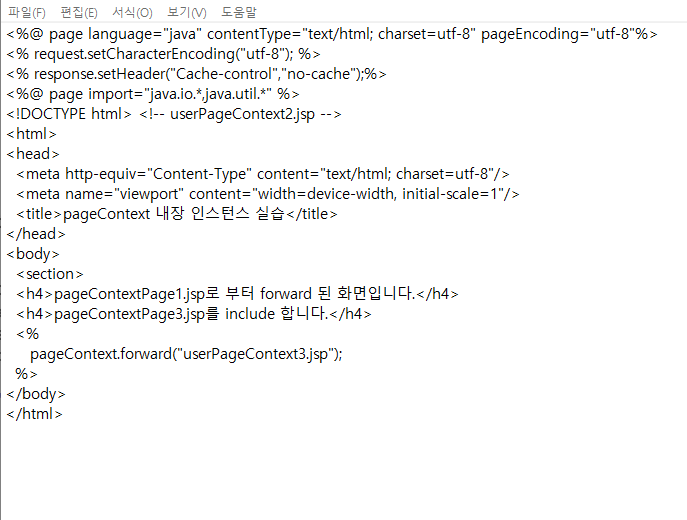 파일(F) 편집(E) 서식(O) 보기(V) 도움말
<%@ page language="java" contentType="text/html; charset=utf-8" pageEncoding="utf-8"%>
<% request.setCharacterEncoding("utf-8"); %>
<% response.setHeader("Cache-control","no-cache");%>
<%@ page import="java.io.*,java.util.*" %>
<!DOCTYPE html> <!-- userPageContext2.jsp -->
<html>
<head>
  <meta http-equiv="Content-Type" content="text/html; charset=utf-8"/>
  <meta name="viewport" content="width=device-width, initial-scale=1"/>
  <title>pageContext 내장 인스턴스 실습</title>
</head>
<body>
  <section>
  <h4>pageContextPage1.jsp로 부터 forward 된 화면입니다.</h4>
  <h4>pageContextPage3.jsp를 include 합니다.</h4>
  <%
     pageContext.forward("userPageContext3.jsp");
  %>
</body>
</html>